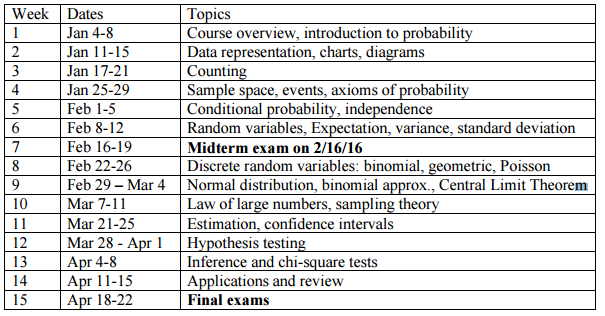 Week Dates Topics
1 Jan 4-8 Course overview, introduction to probability
2 Jan 11-15 Data representation, charts, diagrams
3 Jan 17-21 Counting
4 Jan 25-29 Sample space, events, axioms of probability
5 Feb 1-5 Conditional probability, independence
6 Feb 8-12 Random variables, Expectation, variance, standard deviation
7 Feb 16-19 Midterm exam on 2/16/16
8 Feb 22-26 Discrete random variables: binomial, geometric, Poisson
9 Feb 29 – Mar 4 Normal distribution, binomial approx., Central Limit Theorem
10 Mar 7-11 Law of large numbers, sampling theory
11 Mar 21-25 Estimation, confidence intervals
12 Mar 28 - Apr 1 Hypothesis testing
13 Apr 4-8 Inference and chi-square tests
14 Apr 11-15 Applications and review
15 Apr 18-22 Final exams